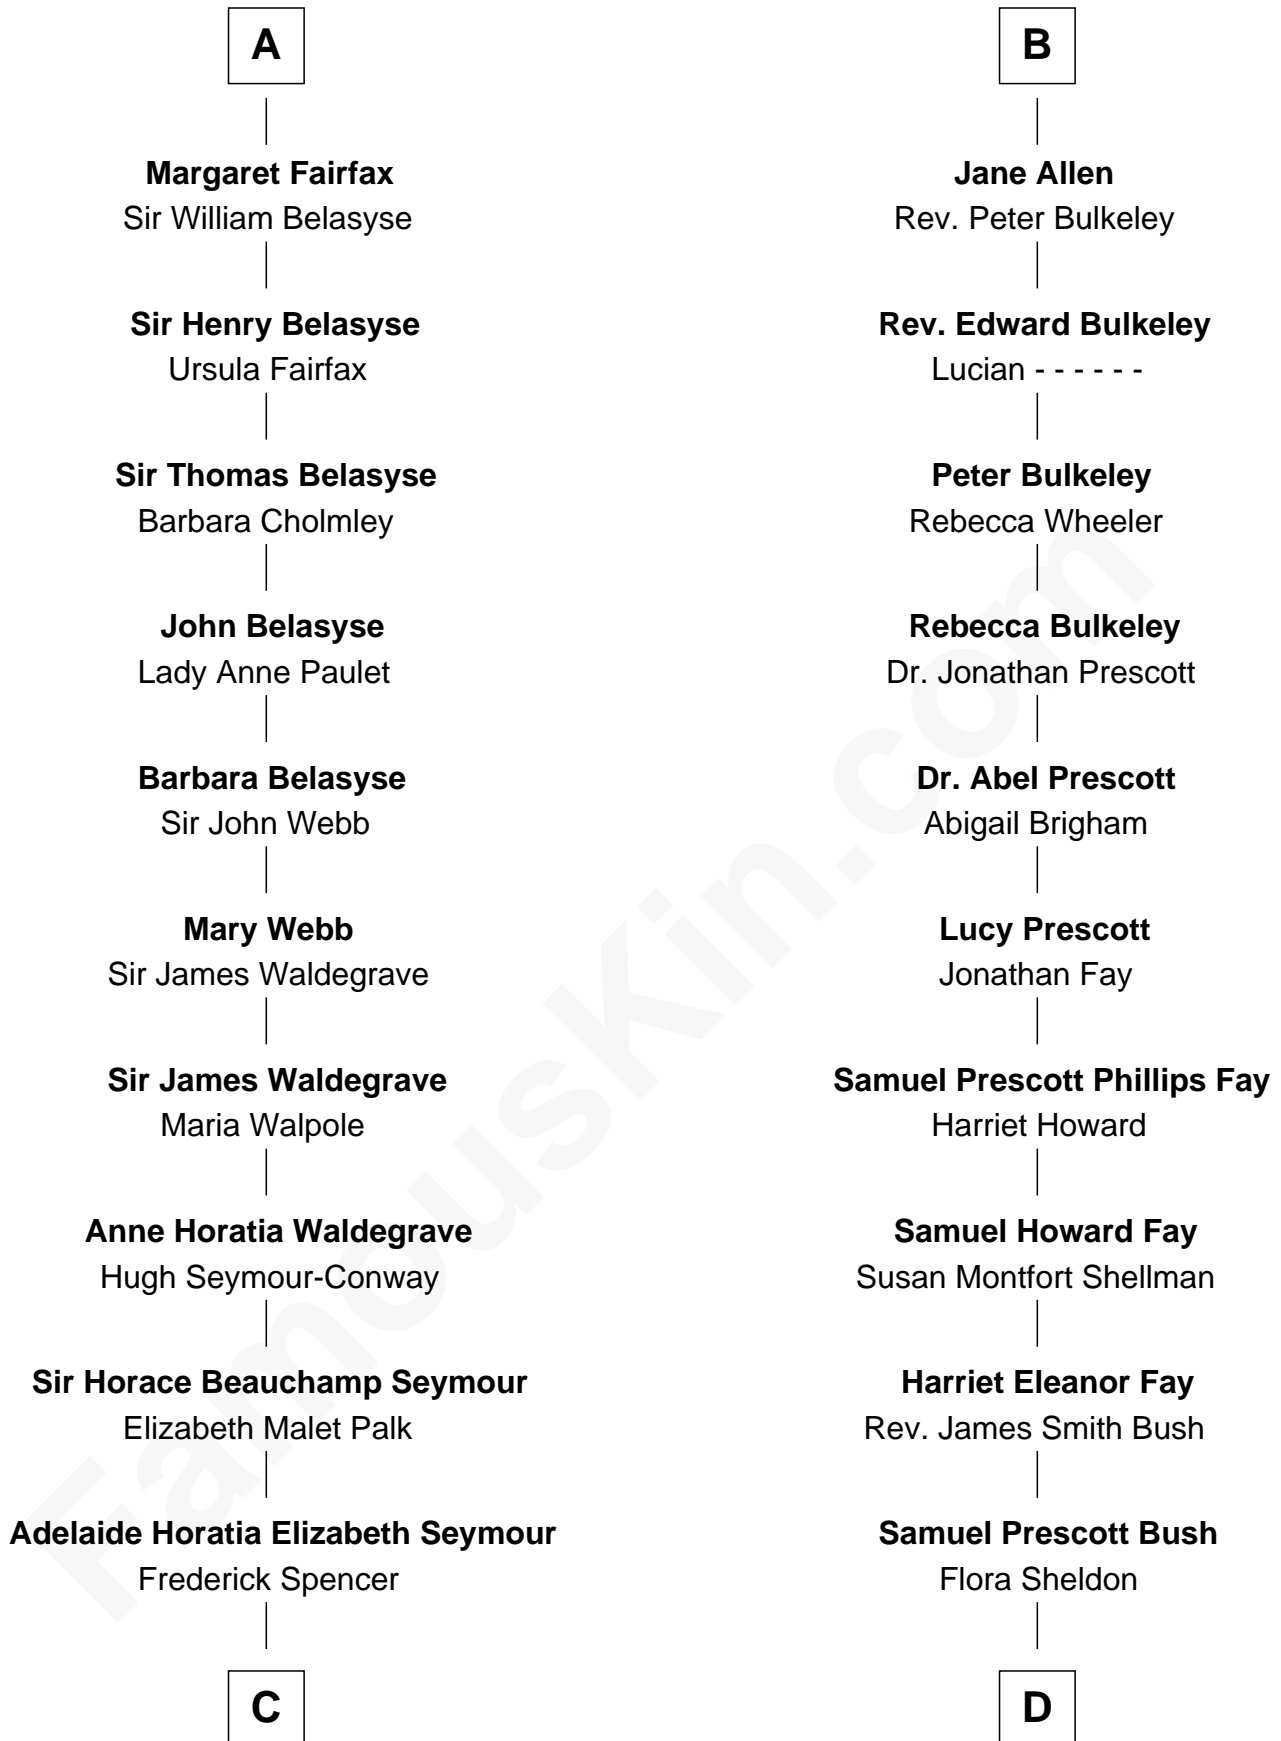 A
Margaret Fairfax
Sir William Belasyse
Sir Henry Belasyse
Ursula Fairfax
Sir Thomas Belasyse
Barbara Cholmley
John Belasyse
Lady Anne Paulet
Barbara Belasyse
Sir John Webb
Mary Webb
Sir James Waldegrave
Sir James Waldegrave
Maria Walpole
Anne Horatia Waldegrave
Hugh Seymour-Conway
Sir Horace Beauchamp Seymour
Elizabeth Malet Palk
Adelaide Horatia Elizabeth Seymour
Frederick Spencer
C
B
Jane Allen
Rev. Peter Bulkeley
Rev. Edward Bulkeley
Lucian - - - - - -
Peter Bulkeley
Rebecca Wheeler
Rebecca Bulkeley
Dr. Jonathan Prescott
Dr. Abel Prescott
Abigail Brigham
Lucy Prescott
Jonathan Fay
Samuel Prescott Phillips Fay
Harriet Howard
Samuel Howard Fay
Susan Montfort Shellman
Harriet Eleanor Fay
Rev. James Smith Bush
Samuel Prescott Bush
Flora Sheldon
D
FamousKin.com